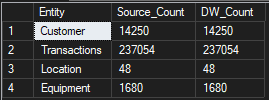 Entity Source_Count DW_Count
1 Customer 14250 14250
2 Transactions 237054 237054
3 Location 48 48
4 Equipment 1680 1680